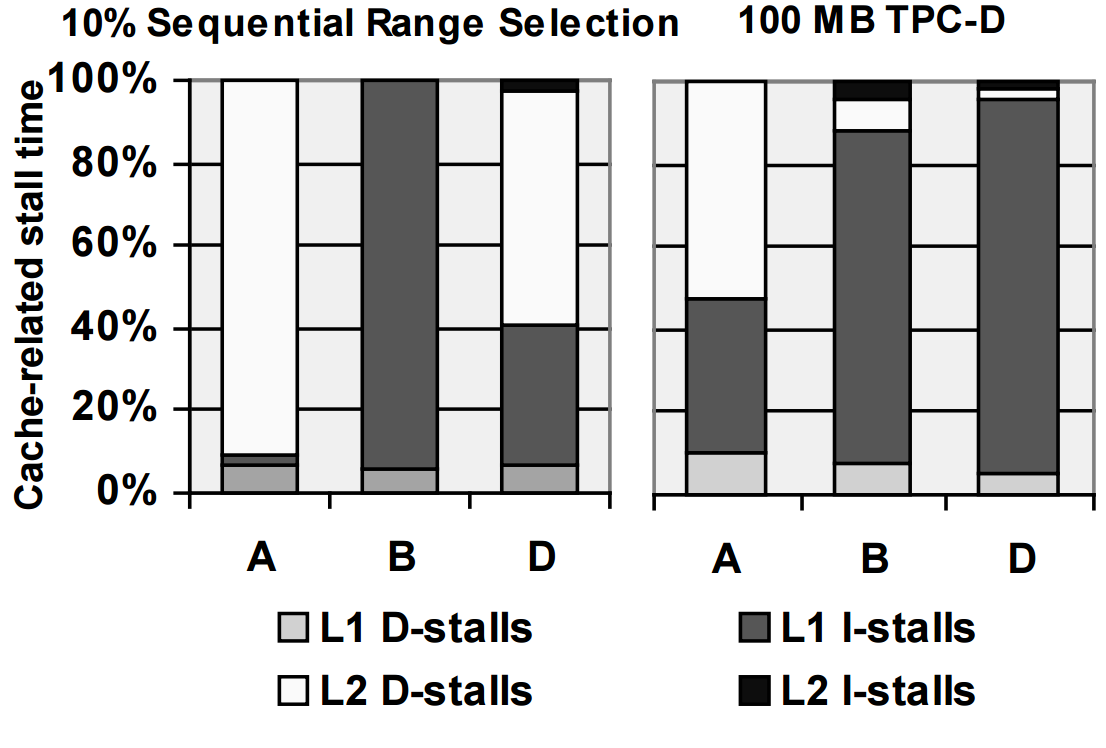 10% Sequential Range Selection
100 MB TPC-D
Cache-related stall time
100%
80%
60%
40%
20%
0%
A B D
A B D
L1 D-stalls
L1 I-stalls
L2 D-stalls
L2 I-stalls